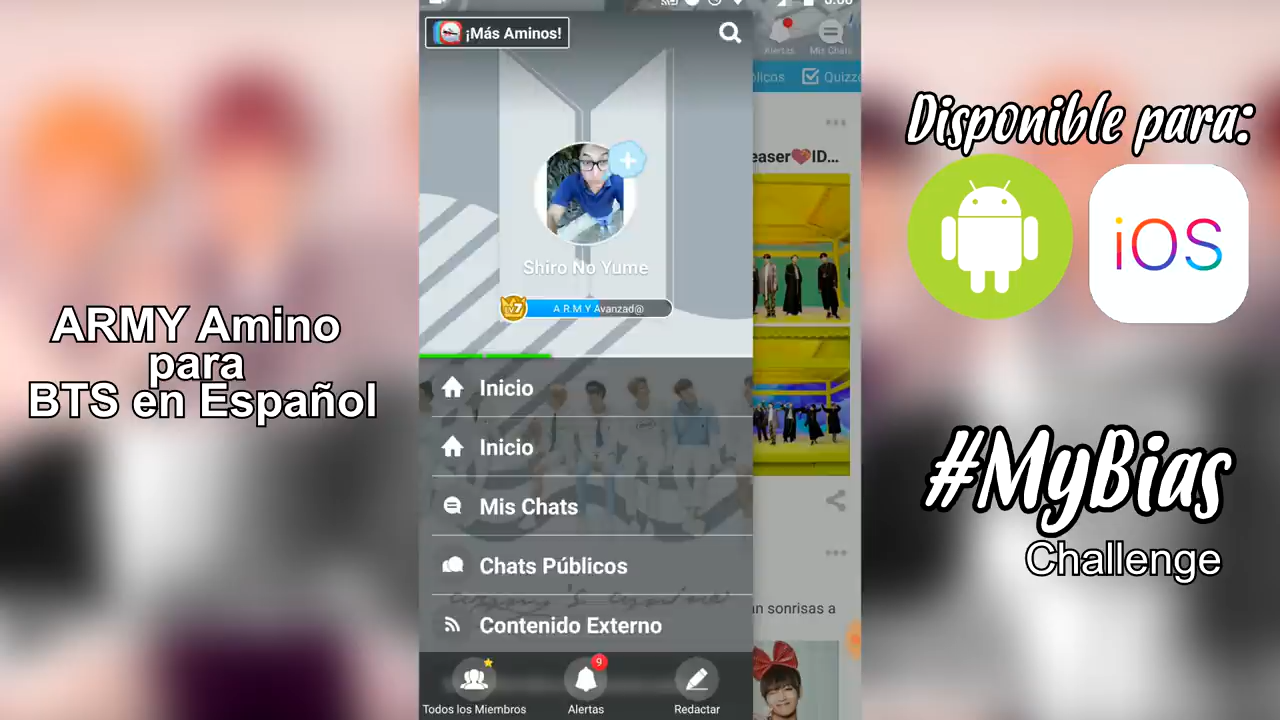 ¡Más Aminos!
Alertas
Mis Chats
Quizze
Shiro No Yume
LV7
A.R.M.Y Avanzad@
easer💖ID...
Inicio
Inicio
Mis Chats
Chats Públicos
Contenido Externo
an sonrisas a
9
Todos los Miembros
Alertas
Redactar
ARMY Amino
para
BTS en Español
Disponible para:
iOS
#MyBias
Challenge